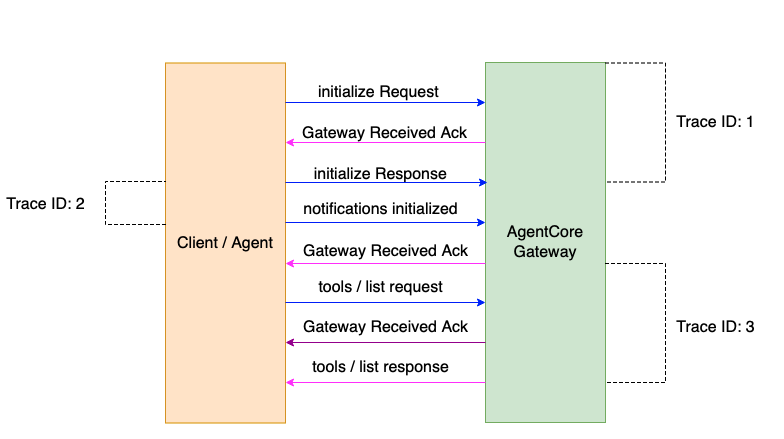 initialize Request
Gateway Received Ack
Trace ID: 1
initialize Response
Trace ID: 2
notifications initialized
Client / Agent
AgentCore
Gateway
Gateway Received Ack
tools / list request
Gateway Received Ack
Trace ID: 3
tools / list response